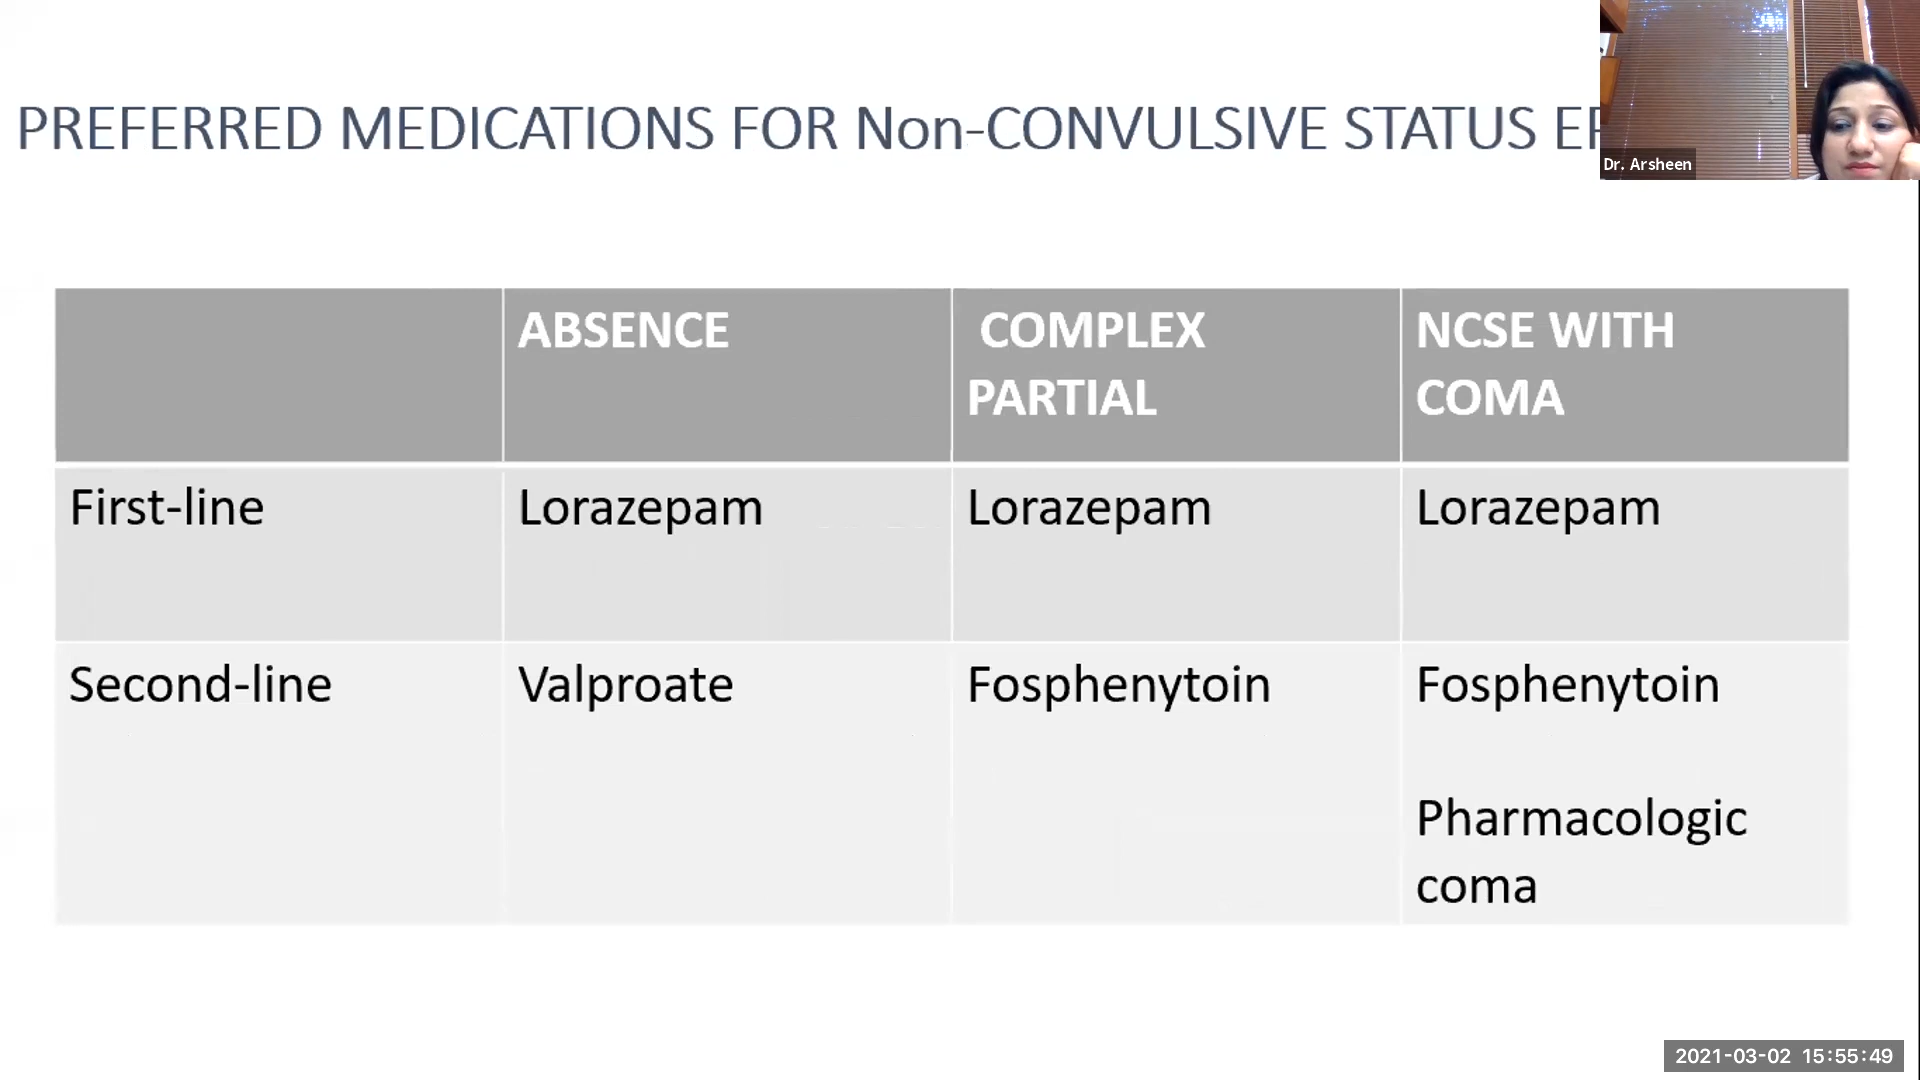 PREFERRED MEDICATIONS FOR Non-CONVULSIVE STATUS
Dr. Arsheen
ABSENCE
COMPLEX
PARTIAL
NCSE WITH
COMA
First-line
Lorazepam
Lorazepam
Lorazepam
Second-line
Valproate
Fosphenytoin
Fosphenytoin
Pharmacologic
coma
2021-03-02 15:55:49